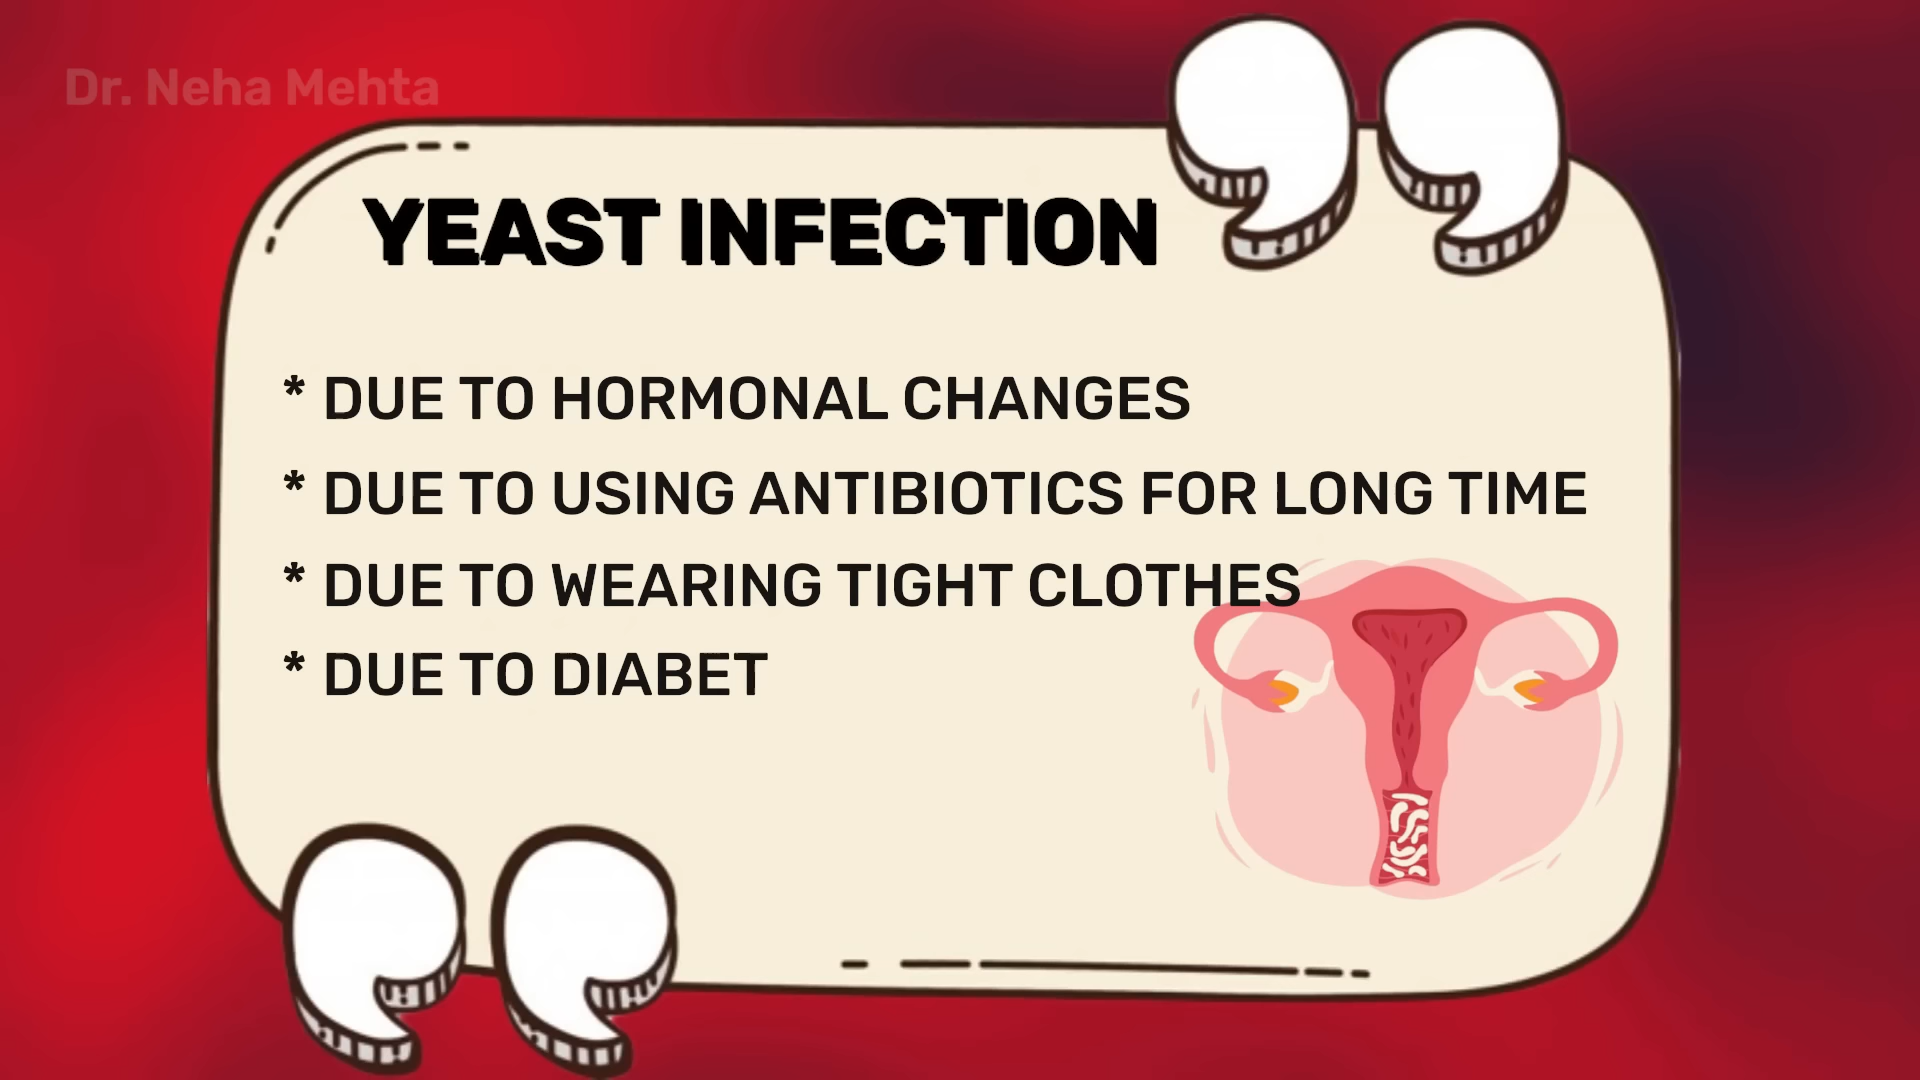 Dr. Neha Mehta
YEAST INFECTION
* DUE TO HORMONAL CHANGES
* DUE TO USING ANTIBIOTICS FOR LONG TIME
* DUE TO WEARING TIGHT CLOTHES
* DUE TO DIABET